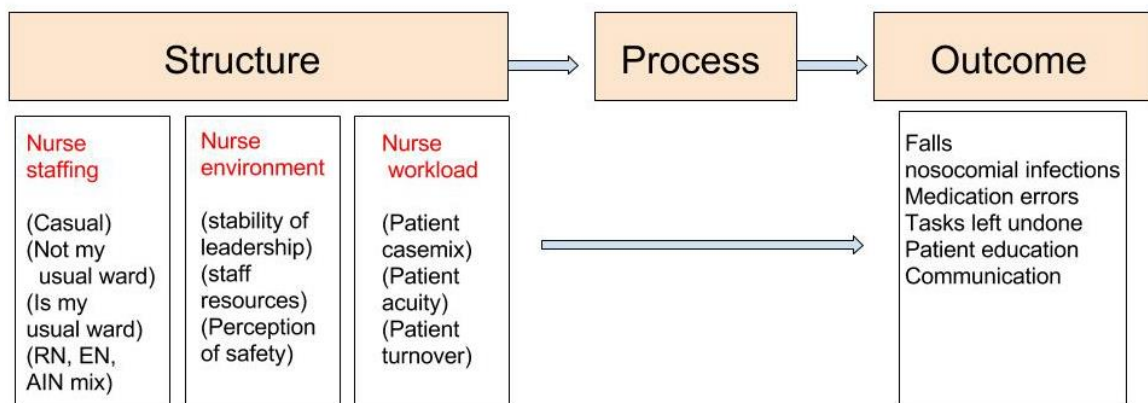 Structure
Process
Outcome
Nurse
staffing
(Casual)
(Not my
usual ward)
(Is my
usual ward)
(RN, EN,
AIN mix)
Nurse
environment
(stability of
leadership)
(staff
resources)
(Perception
of safety)
Nurse
workload
(Patient
casemix)
(Patient
acuity)
(Patient
turnover)
Falls
nosocomial infections
Medication errors
Tasks left undone
Patient education
Communication